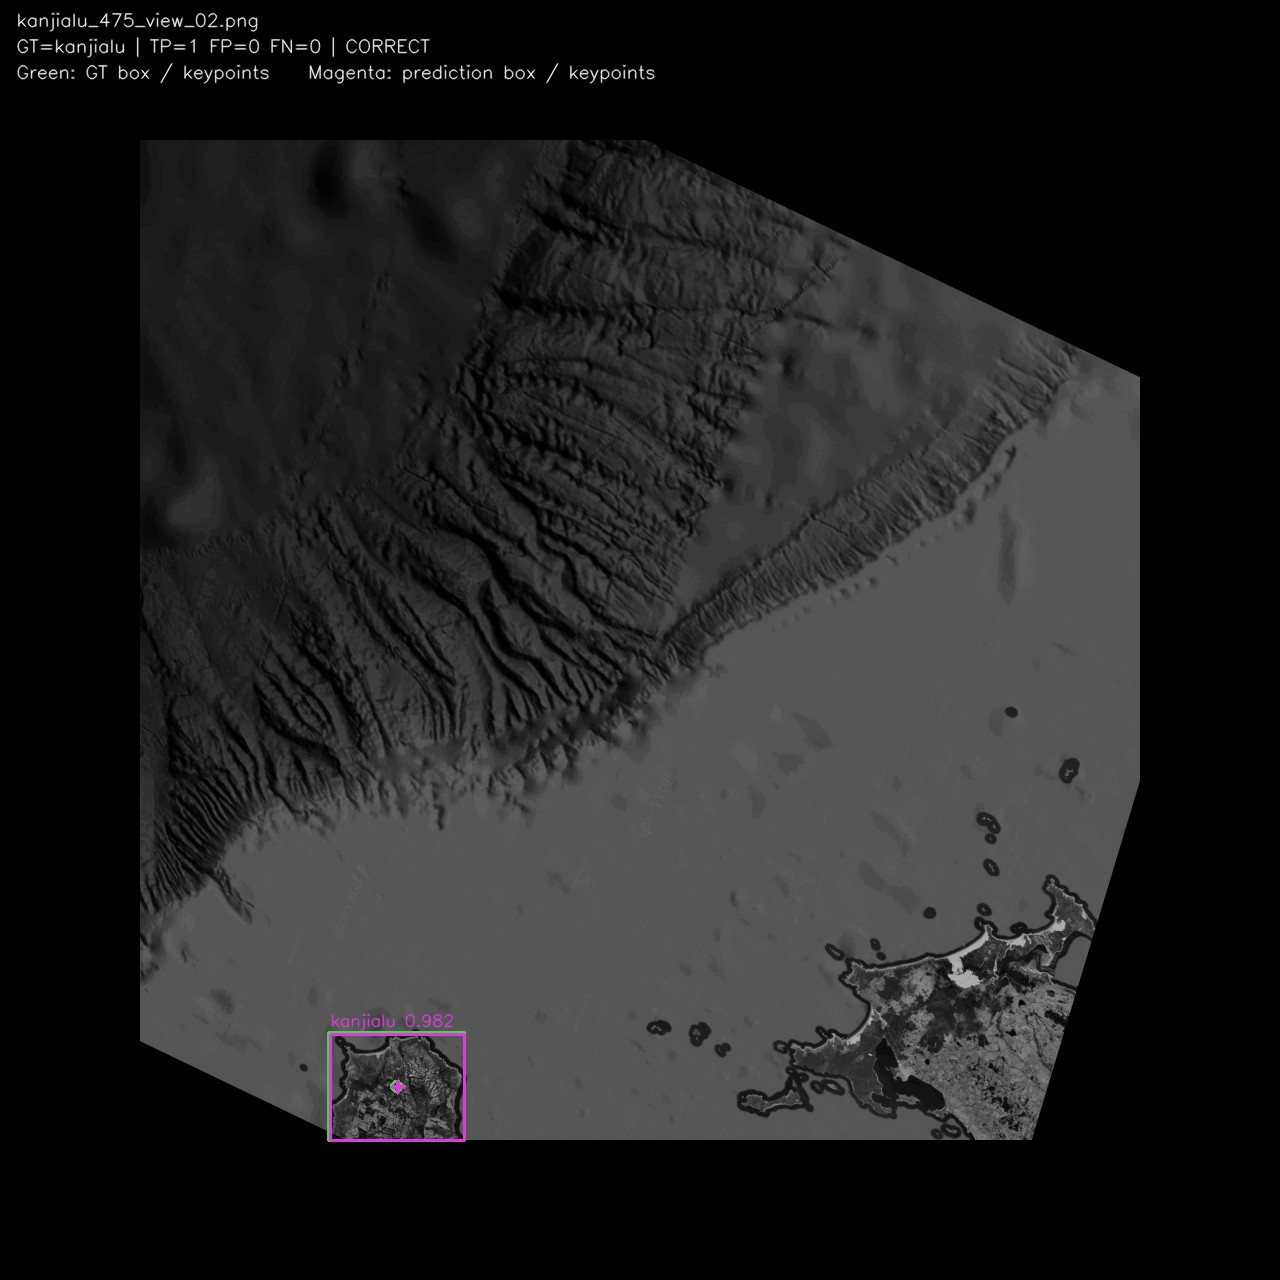 kanjialu_475_view_02.png
GT=kanjialu | TP=1 FP=0 FN=0 | CORRECT
Green: GT box / keypoints Magenta: prediction box / keypoints
kanjialu 0.982